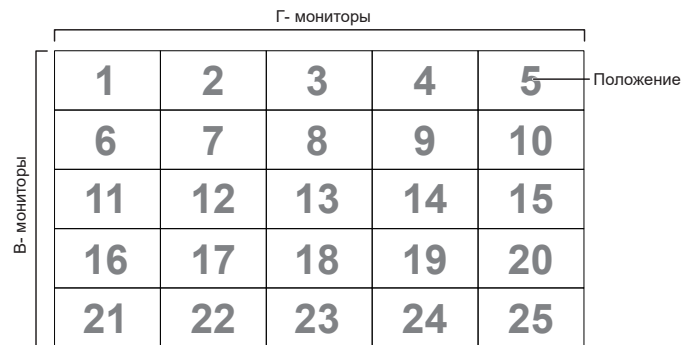 Г- мониторы
1 2 3 4 5 Положение
6 7 8 9 10
В- мониторы
11 12 13 14 15
16 17 18 19 20
21 22 23 24 25